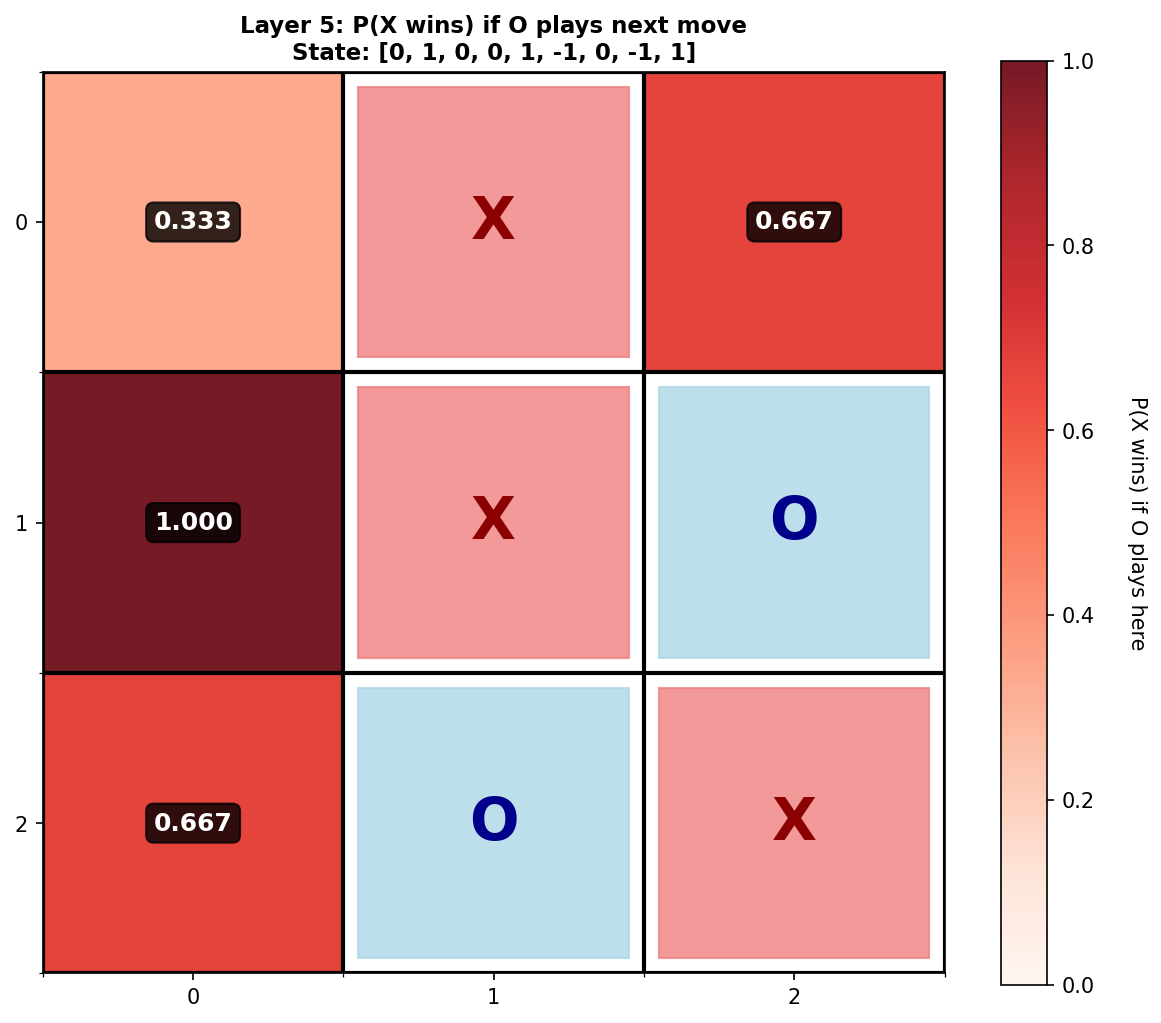 Layer 5: P(X wins) if O plays next move
State: [0, 1, 0, 0, 1, -1, 0, -1, 1]
0.333 X 0.667
1.000 X O
0.667 O X
0
1
2
0 1 2
1.0
0.8
0.6
0.4
0.2
0.0
P(X wins) if O plays here